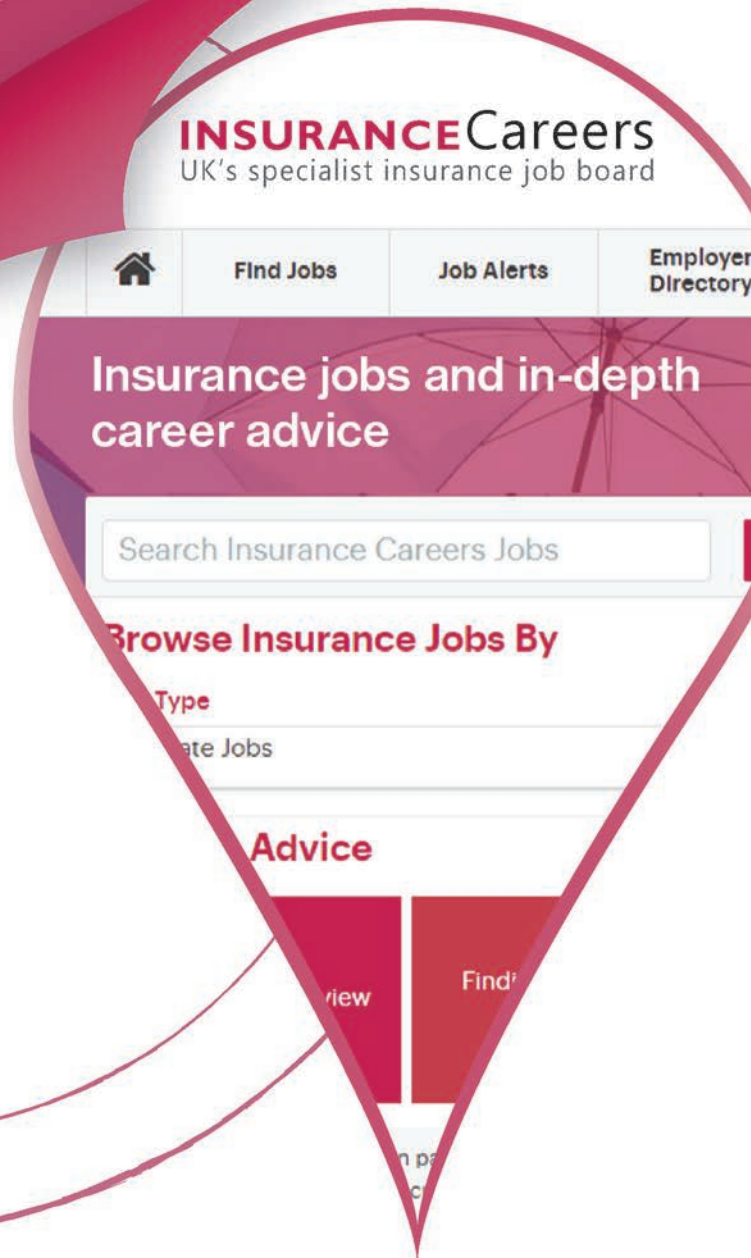 INSURANCECareers
UK's specialist insurance job board
Find Jobs
Job Alerts
Employer
Directory
Insurance jobs and in-depth
career advice
Search Insurance Careers Jobs
Browse Insurance Jobs By
Type
Jobs
Advice